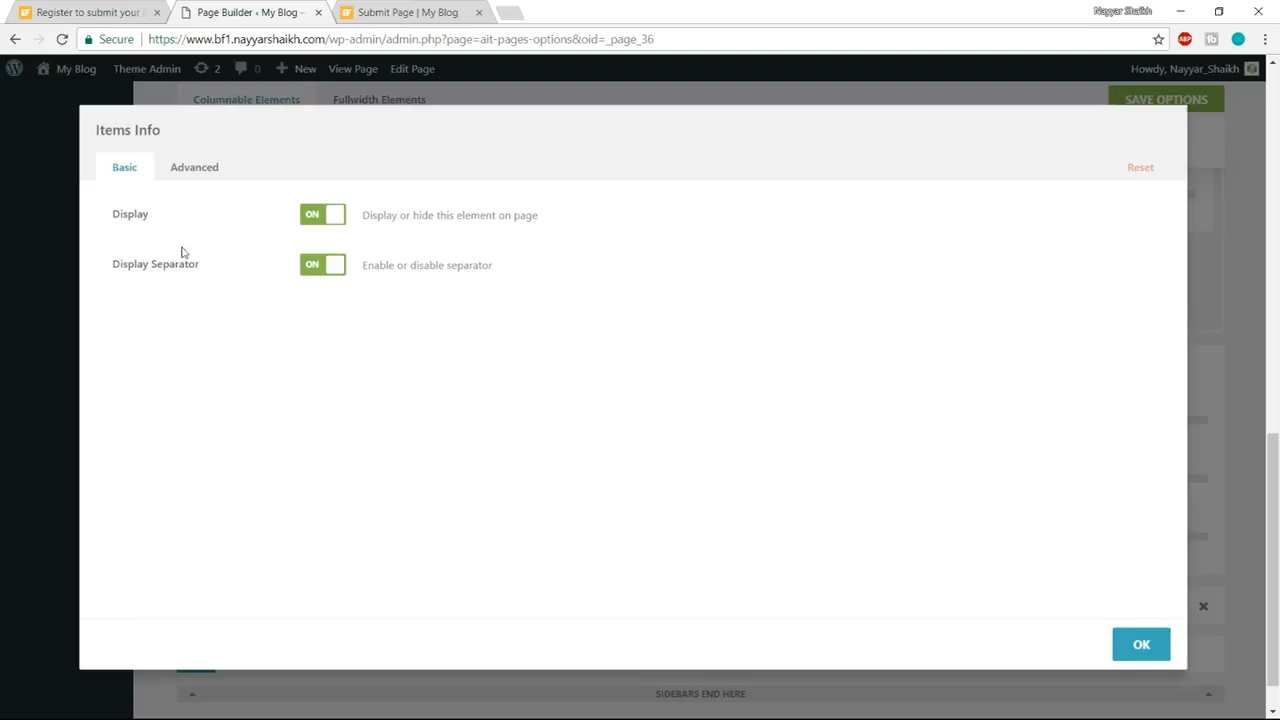 Register to submit your i
Page Builder ‹ My Blog –
Submit Page | My Blog
Nayyar Shaikh
Secure
https://www.bf1.nayyarshaikh.com/wp-admin/admin.php?page=ait-pages-options&oid=_page_36
ABP
My Blog
Theme Admin
2
0
New
View Page
Edit Page
Howdy, Nayyar_Shaikh
Columnable Elements
Fullwidth Elements
SAVE OPTIONS
Items Info
Basic
Advanced
Reset
Display
ON
Display or hide this element on page
Display Separator
ON
Enable or disable separator
OK
SIDEBARS END HERE